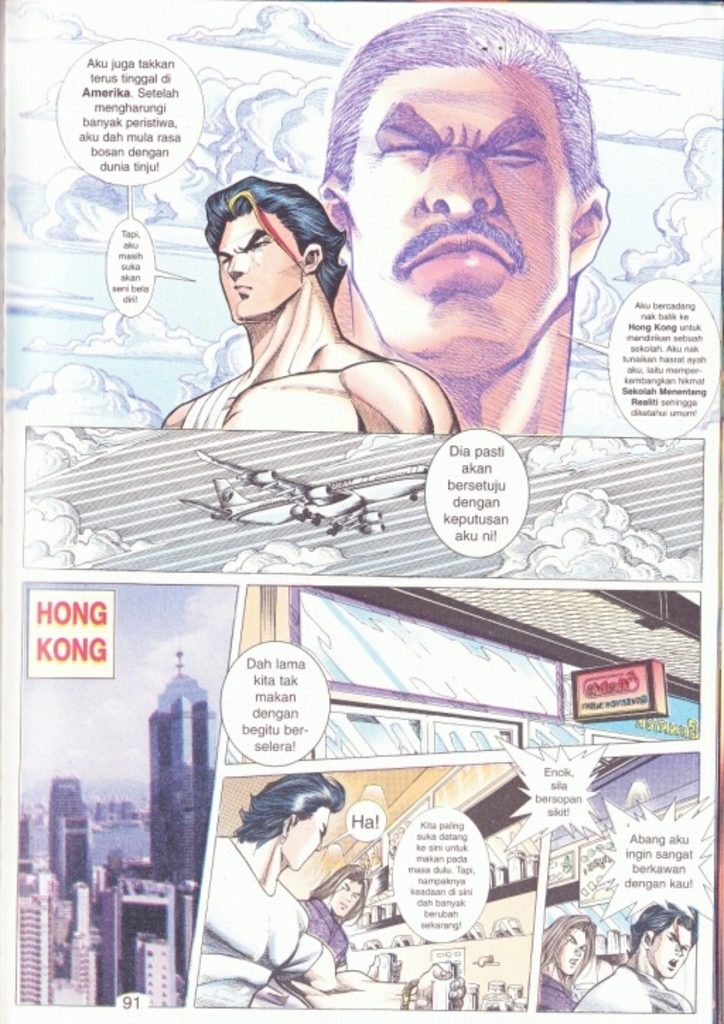 Aku juga takkan
terus tinggal di
Amerika. Setelah
mengharungi
banyak peristiwa,
aku dah mula rasa
bosan dengan
dunia tinju!
Tapi,
aku
masih
suka
akan
seni bela
diri!
Aku bercadang
nak balik ke
Hong Kong untuk
mendirikan sebuah
sekolah. Aku nak
tunaikan hasrat ayah
aku, iaitu memper-
kembangkan hikmat
Sekolah Menentang
Realiti sehingga
diketahui umum!
Dia pasti
akan
bersetuju
dengan
keputusan
aku ni!
HONG
KONG
Dah lama
kita tak
makan
dengan
begitu ber-
selera!
Ha!
Kita paling
suka datang
ke sini untuk
makan pada
masa dulu. Tapi,
nampaknya
keadaan di sini
dah banyak
berubah
sekarang!
Encik,
sila
bersopan
sikit!
Abang aku
ingin sangat
berkawan
dengan kau!
91